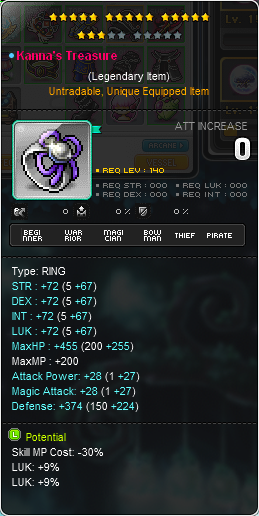 Kanna's Treasure
(Legendary Item)
Untradable, Unique Equipped Item
ATT INCREASE
0
REQ LEV : 140
REQ STR : 000
REQ LUK : 000
REQ DEX : 000
REQ INT : 000
0
0 %
0 %
BEGINNER
WARRIOR
MAGICIAN
BOWMAN
THIEF
PIRATE
Type: RING
STR : +72 (5 +67)
DEX : +72 (5 +67)
INT : +72 (5 +67)
LUK : +72 (5 +67)
MaxHP : +455 (200 +255)
MaxMP : +200
Attack Power: +28 (1 +27)
Magic Attack: +28 (1 +27)
Defense: +374 (150 +224)
L Potential
Skill MP Cost: -30%
LUK: +9%
LUK: +9%